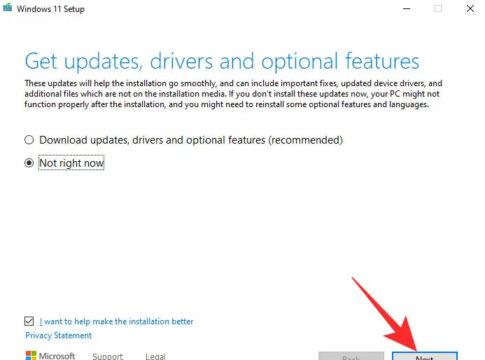 Windows 11 Setup
Get updates, drivers and optional features
These updates will help the installation go smoothly, and can include important fixes, updated device drivers, and
additional files which are not on the installation media. If you don't install these updates now, your PC might not
function properly after the installation, and you might need to reinstall some optional features and languages.
Download updates, drivers and optional features (recommended)
Not right now
I want to help make the installation better
Privacy Statement
Microsoft Support Legal Back Next